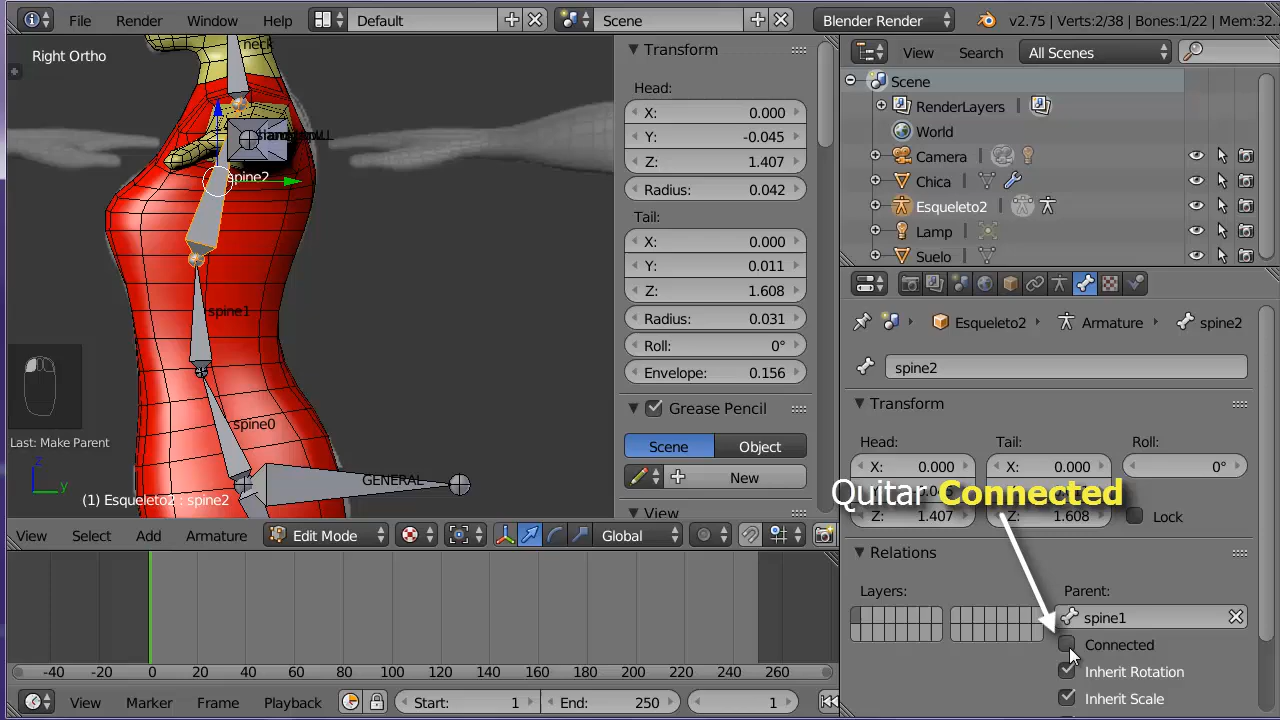 File Render Window Help Default Scene Blender Render v2.75 | Verts:2/38 | Bones:1/22 | Mem:32.
Right Ortho
neck
spine2
spine1
spine0
GENERAL
Last: Make Parent
z
y
(1) Esqueleto2 : spine2
View Select Add Armature Edit Mode Global
Transform
Head:
X: 0.000
Y: -0.045
Z: 1.407
Radius: 0.042
Tail:
X: 0.000
Y: 0.011
Z: 1.608
Radius: 0.031
Roll: 0°
Envelope: 0.156
Grease Pencil
Scene Object
New
View
View Search All Scenes
Scene
RenderLayers
World
Camera
Chica
Esqueleto2
Lamp
Suelo
Esqueleto2 Armature spine2
spine2
Transform
Head: Tail: Roll:
X: 0.000 X: 0.000 0°
Quitar Connected
Z: 1.407 Z: 1.608 Lock
Relations
Layers: Parent:
spine1
Connected
Inherit Rotation
Inherit Scale
-40 -20 0 20 40 60 80 100 120 140 160 180 200 220 240 260
View Marker Frame Playback Start: 1 End: 250 1